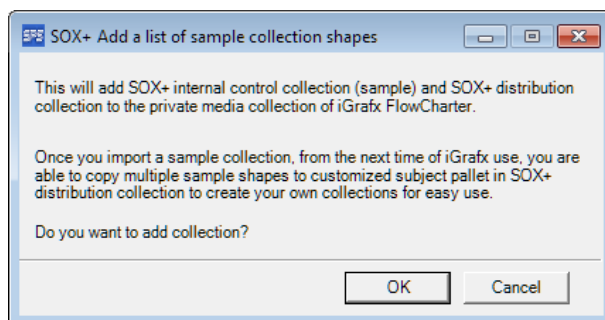 SOX+ Add a list of sample collection shapes
This will add SOX+ internal control collection (sample) and SOX+ distribution
collection to the private media collection of iGrafx FlowCharter.
Once you import a sample collection, from the next time of iGrafx use, you are
able to copy multiple sample shapes to customized subject pallet in SOX+
distribution collection to create your own collections for easy use.
Do you want to add collection?
OK
Cancel